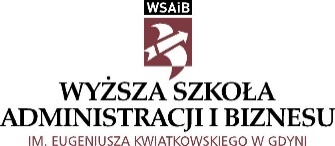 WSAiB
WYŻSZA SZKOŁA
ADMINISTRACJI I BIZNESU
IM. EUGENIUSZA KWIATKOWSKIEGO W GDYNI